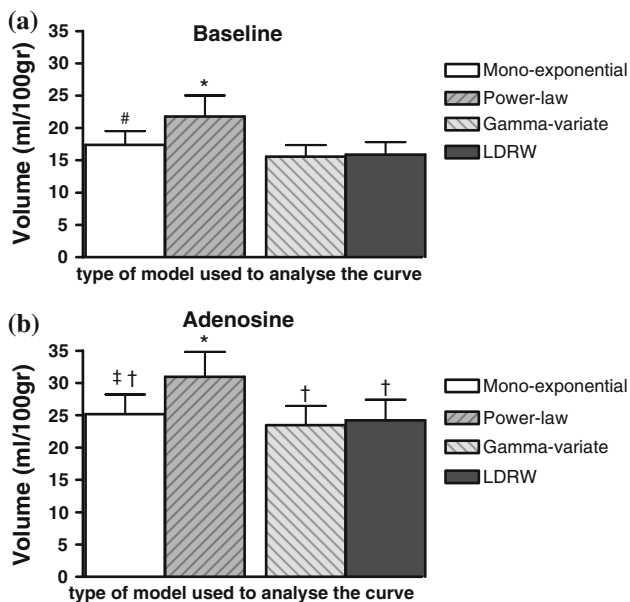 (a)
Baseline
Volume (ml/100gr)
35
30
25
20
15
10
5
0
#
*
Mono-exponential
Power-law
Gamma-variate
LDRW
type of model used to analyse the curve
(b)
Adenosine
Volume (ml/100gr)
35
30
25
20
15
10
5
0
‡ †
*
†
†
Mono-exponential
Power-law
Gamma-variate
LDRW
type of model used to analyse the curve